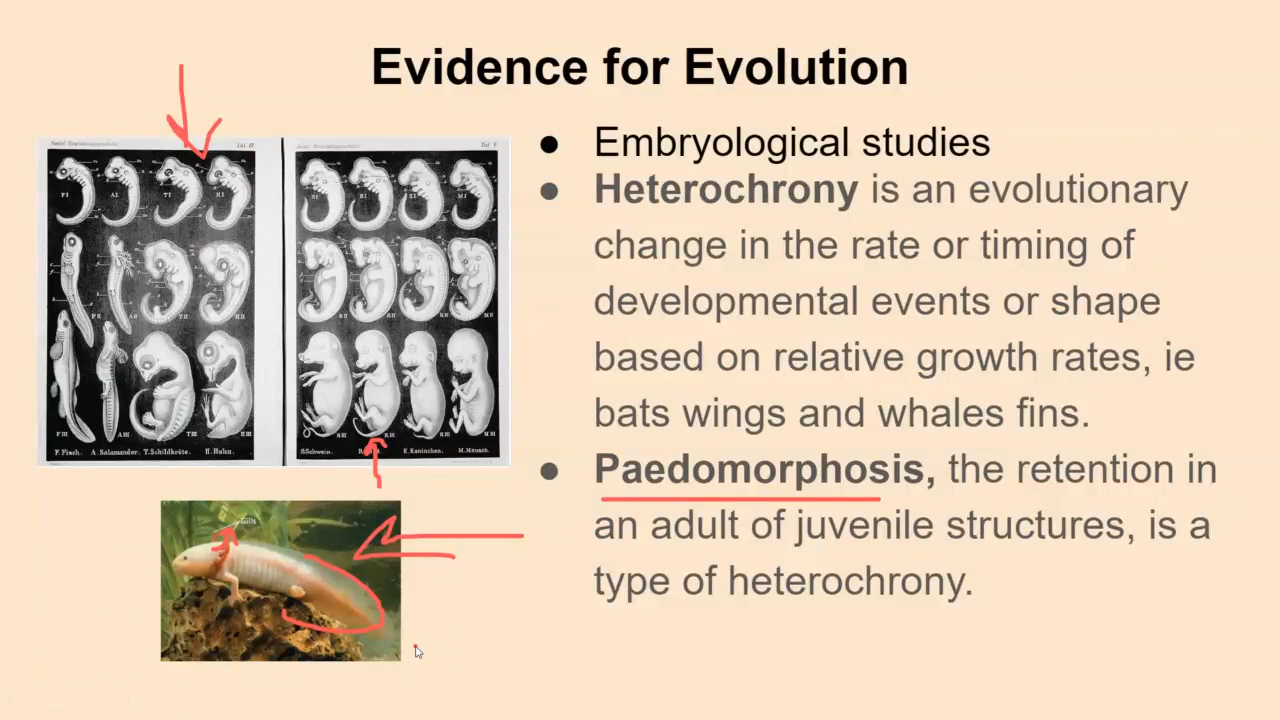 Evidence for Evolution
● Embryological studies
● Heterochrony is an evolutionary
change in the rate or timing of
developmental events or shape
based on relative growth rates, ie
bats wings and whales fins.
● Paedomorphosis, the retention in
an adult of juvenile structures, is a
type of heterochrony.
F. Fisch. A. Salamander. T. Schildkröte. H. Huhn.
S. Schwein. K. Kaninchen. M. Mensch.
Gills